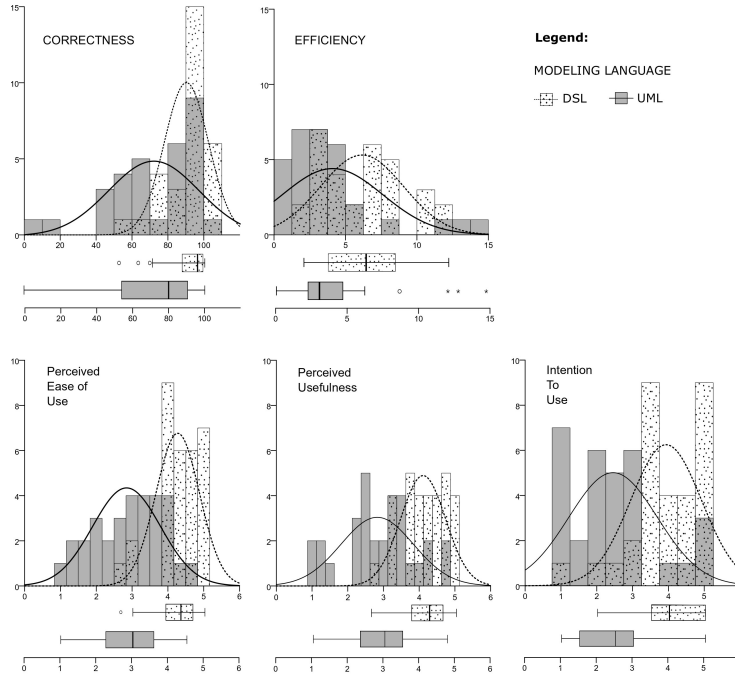 CORRECTNESS
15
10
5
0
0 20 40 60 80 100
0 20 40 60 80 100
EFFICIENCY
15
10
5
0
0 5 10 15
0 5 10 15
Legend:
MODELING LANGUAGE
DSL UML
Perceived
Ease of
Use
10
8
6
4
2
0
0 1 2 3 4 5 6
0 1 2 3 4 5 6
Perceived
Usefulness
10
8
6
4
2
0
0 1 2 3 4 5 6
0 1 2 3 4 5 6
Intention
To
Use
10
8
6
4
2
0
0 1 2 3 4 5
0 1 2 3 4 5